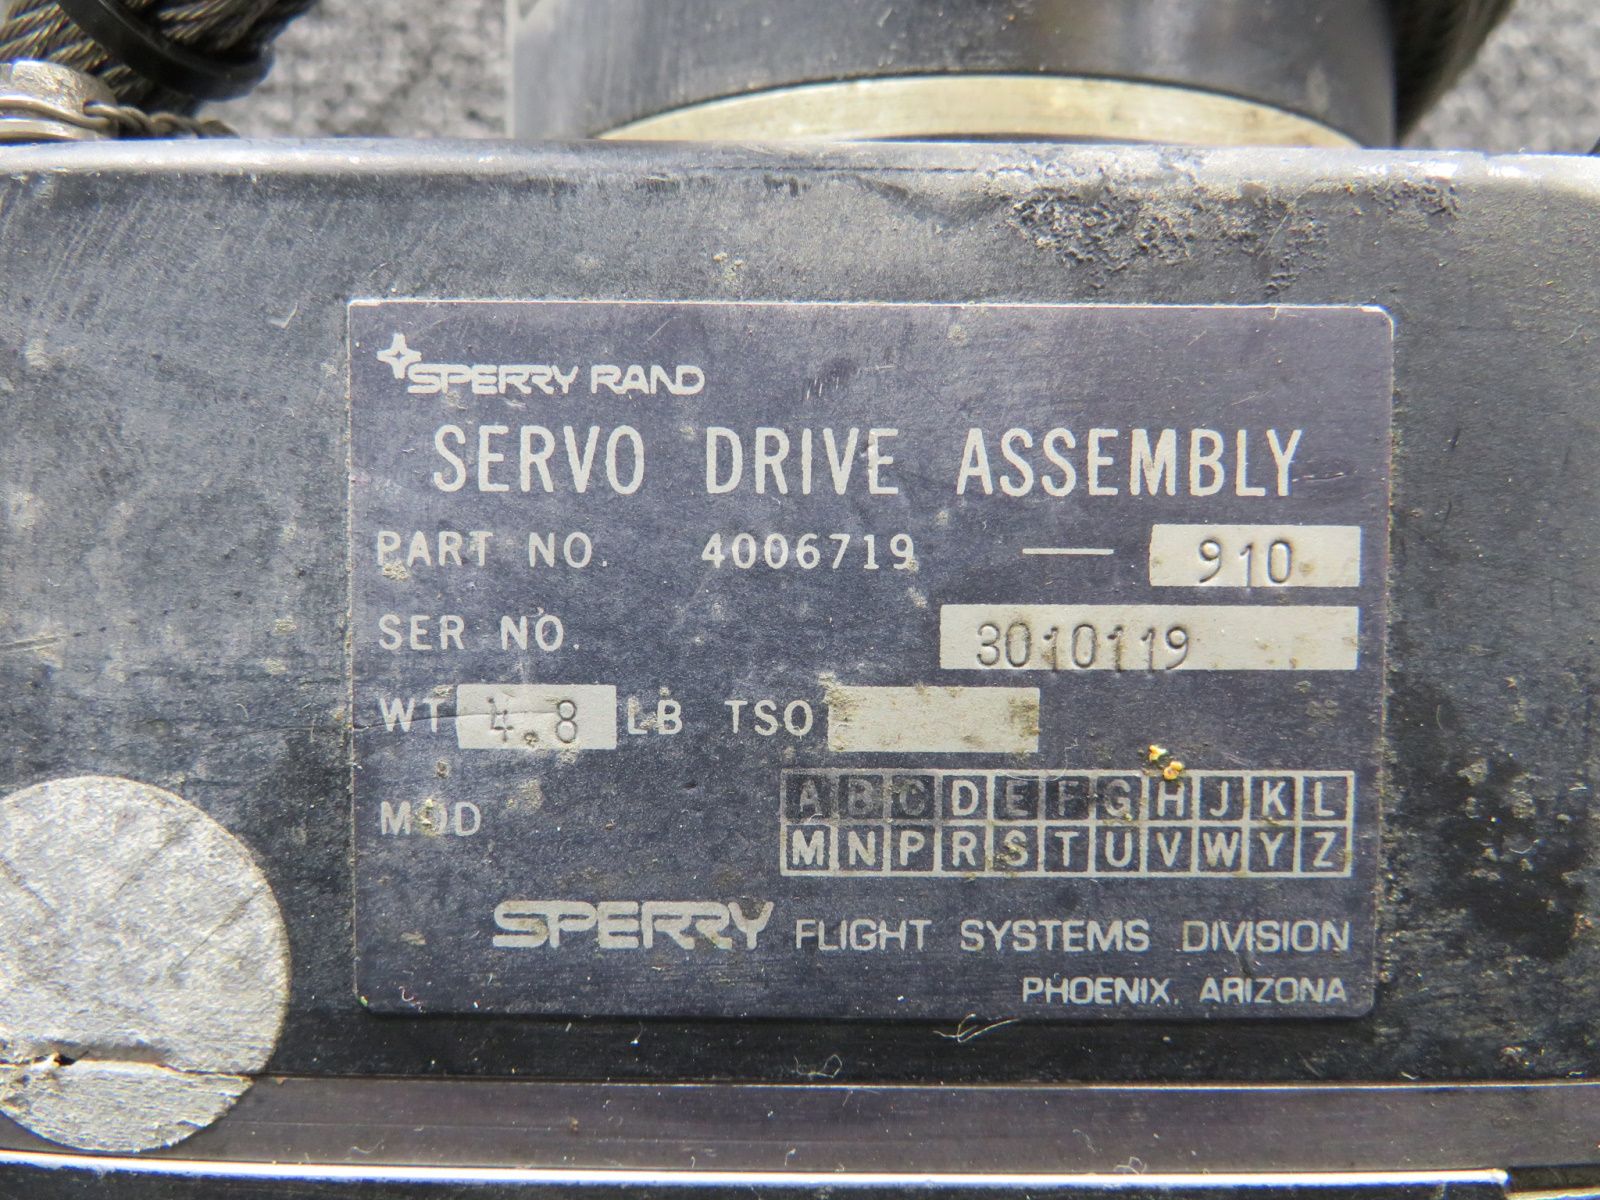 SPERRY RAND
SERVO DRIVE ASSEMBLY
PART NO. 4006719 — 910
SER NO. 3010119
WT 4.8 LB TSO
MOD
A B C D E F G H J K L
M N P R S T U V W Y Z
SPERRY FLIGHT SYSTEMS DIVISION
PHOENIX, ARIZONA